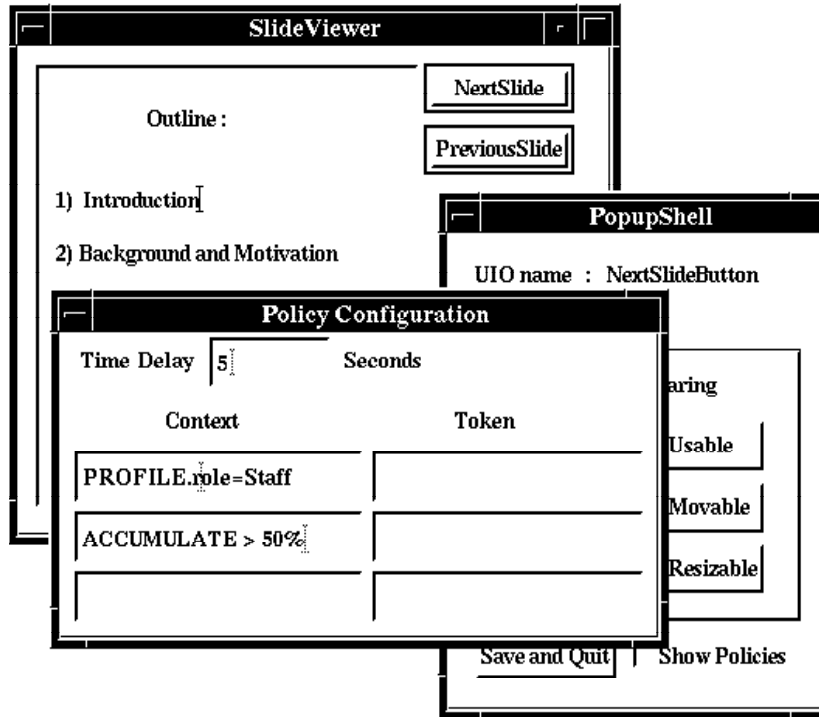 SlideViewer
NextSlide
Outline :
PreviousSlide
1) Introduction
2) Background and Motivation
PopupShell
UIO name : NextSlideButton
Policy Configuration
Time Delay 5 Seconds
aring
Context Token
Usable
PROFILE.role=Staff
Movable
ACCUMULATE > 50%
Resizable
Save and Quit Show Policies